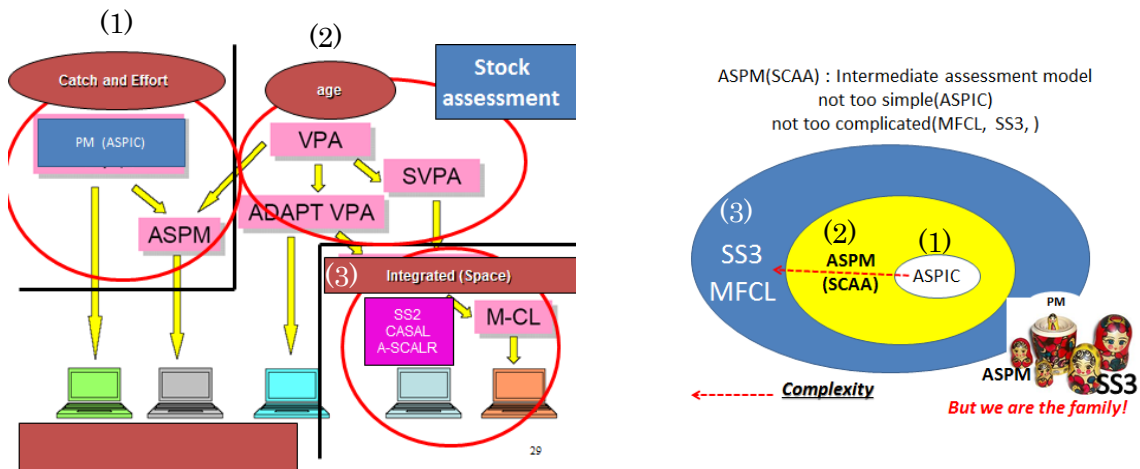 (1)
(2)
Catch and Effort
age
Stock
assessment
PM (ASPIC)
VPA
SVPA
ADAPT VPA
ASPM
(3)
Integrated (Space)
SS2
CASAL
A-SCALR
M-CL
29
ASPM(SCAA) : Intermediate assessment model
not too simple(ASPIC)
not too complicated(MFCL, SS3, )
(3)
(2)
(1)
SS3
MFCL
ASPM
(SCAA)
ASPIC
PM
ASPM
SS3
Complexity
But we are the family!